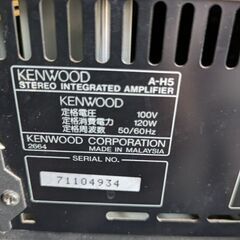 KENWOOD A-H5
STEREO INTEGRATED AMPLIFIER
KENWOOD
定格電圧 100V
定格消費電力 120W
定格周波数 50/60Hz
KENWOOD CORPORATION
2664 MADE IN MALAYSIA
SERIAL NO.
71104934